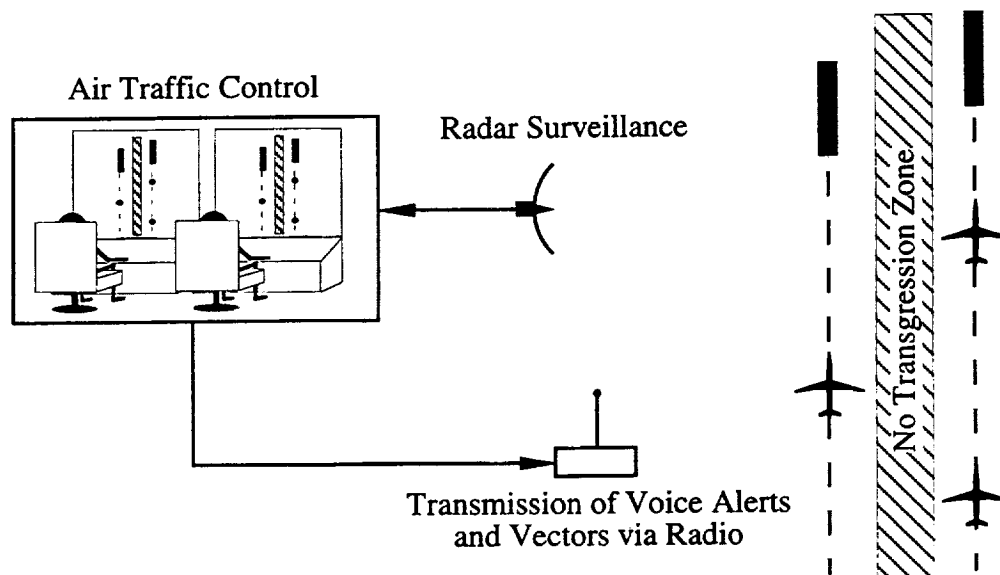 Air Traffic Control
Radar Surveillance
No Transgression Zone
Transmission of Voice Alerts
and Vectors via Radio